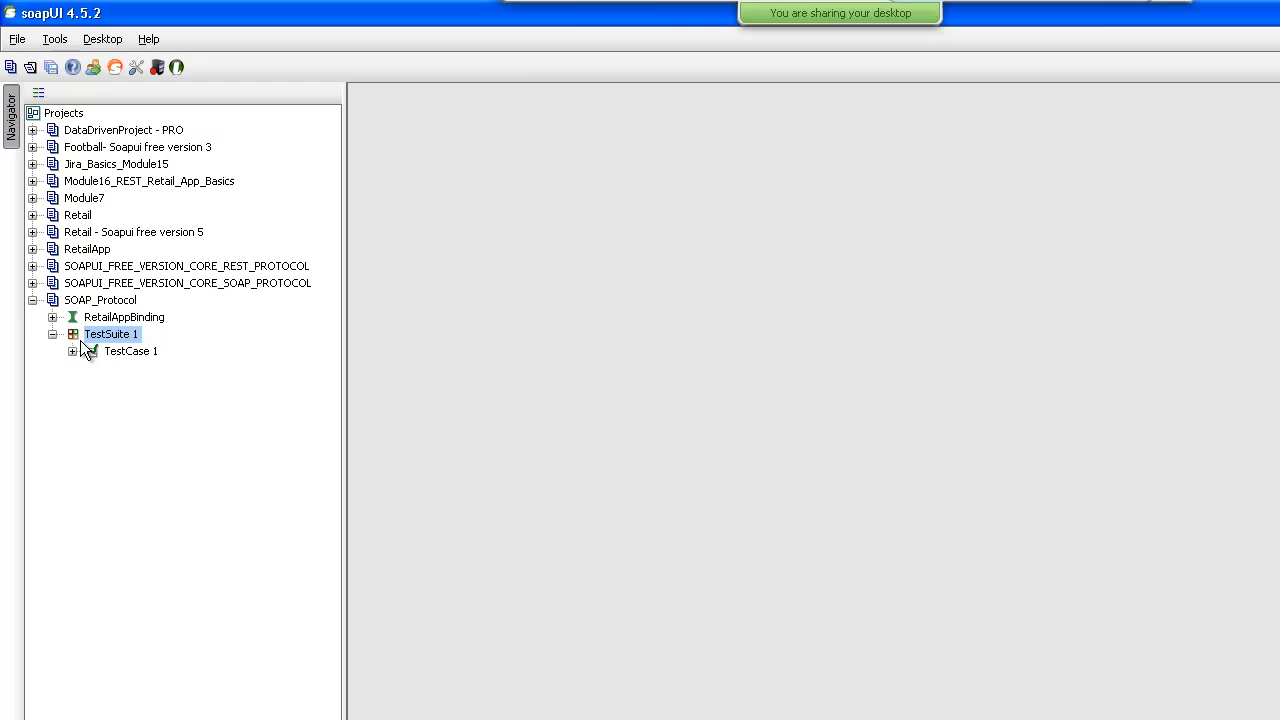 soapUI 4.5.2
You are sharing your desktop
File Tools Desktop Help
Navigator
Projects
DataDrivenProject - PRO
Football- Soapui free version 3
Jira_Basics_Module15
Module16_REST_Retail_App_Basics
Module7
Retail
Retail - Soapui free version 5
RetailApp
SOAPUI_FREE_VERSION_CORE_REST_PROTOCOL
SOAPUI_FREE_VERSION_CORE_SOAP_PROTOCOL
SOAP_Protocol
RetailAppBinding
TestSuite 1
TestCase 1